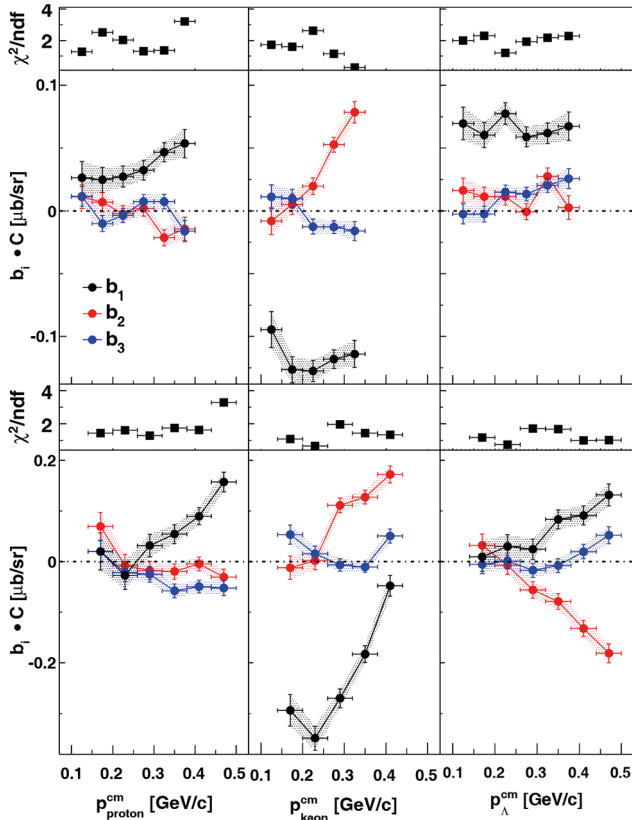 χ²/ndf
4
2
0.1
0
-0.1
b_i • C [μb/sr]
b_1
b_2
b_3
χ²/ndf
4
2
0.2
0
-0.2
b_i • C [μb/sr]
0.1 0.2 0.3 0.4 0.5 0.1 0.2 0.3 0.4 0.5 0.1 0.2 0.3 0.4 0.5
p^cm_proton [GeV/c] p^cm_kaon [GeV/c] p^cm_Λ [GeV/c]